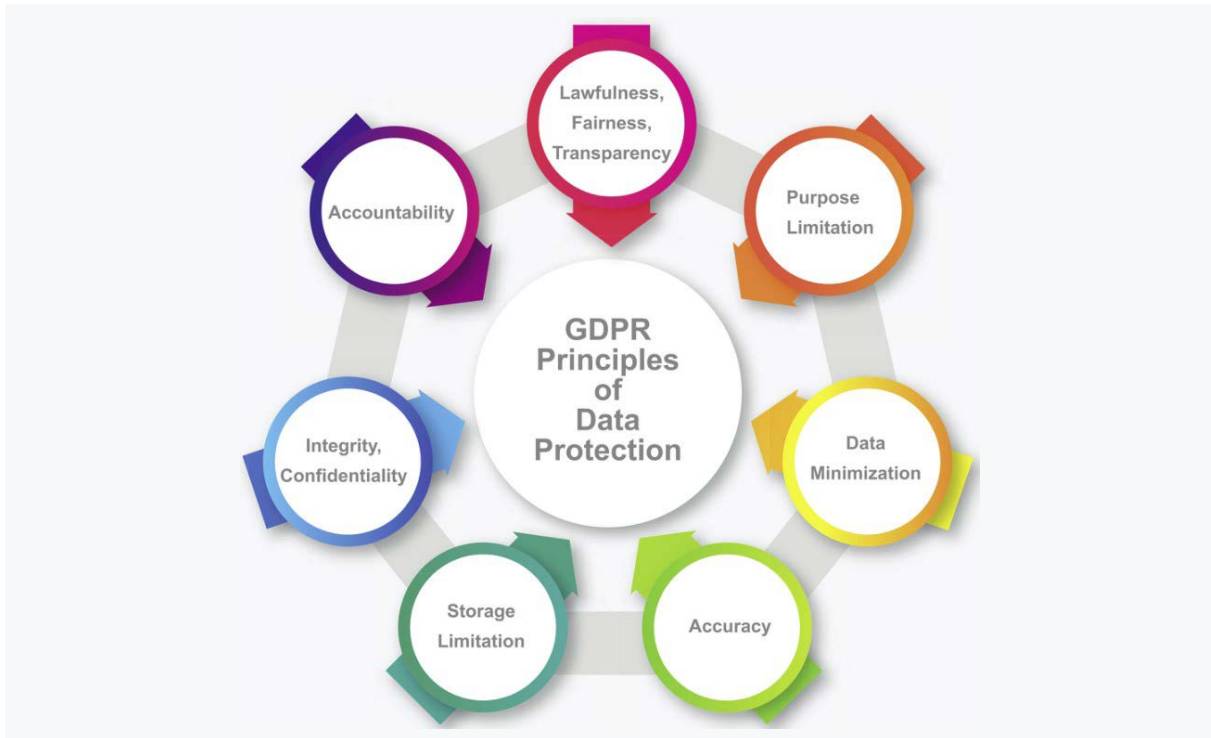 Lawfulness,
Fairness,
Transparency
Purpose
Limitation
Data
Minimization
Accuracy
Storage
Limitation
Integrity,
Confidentiality
Accountability
GDPR
Principles
of
Data
Protection